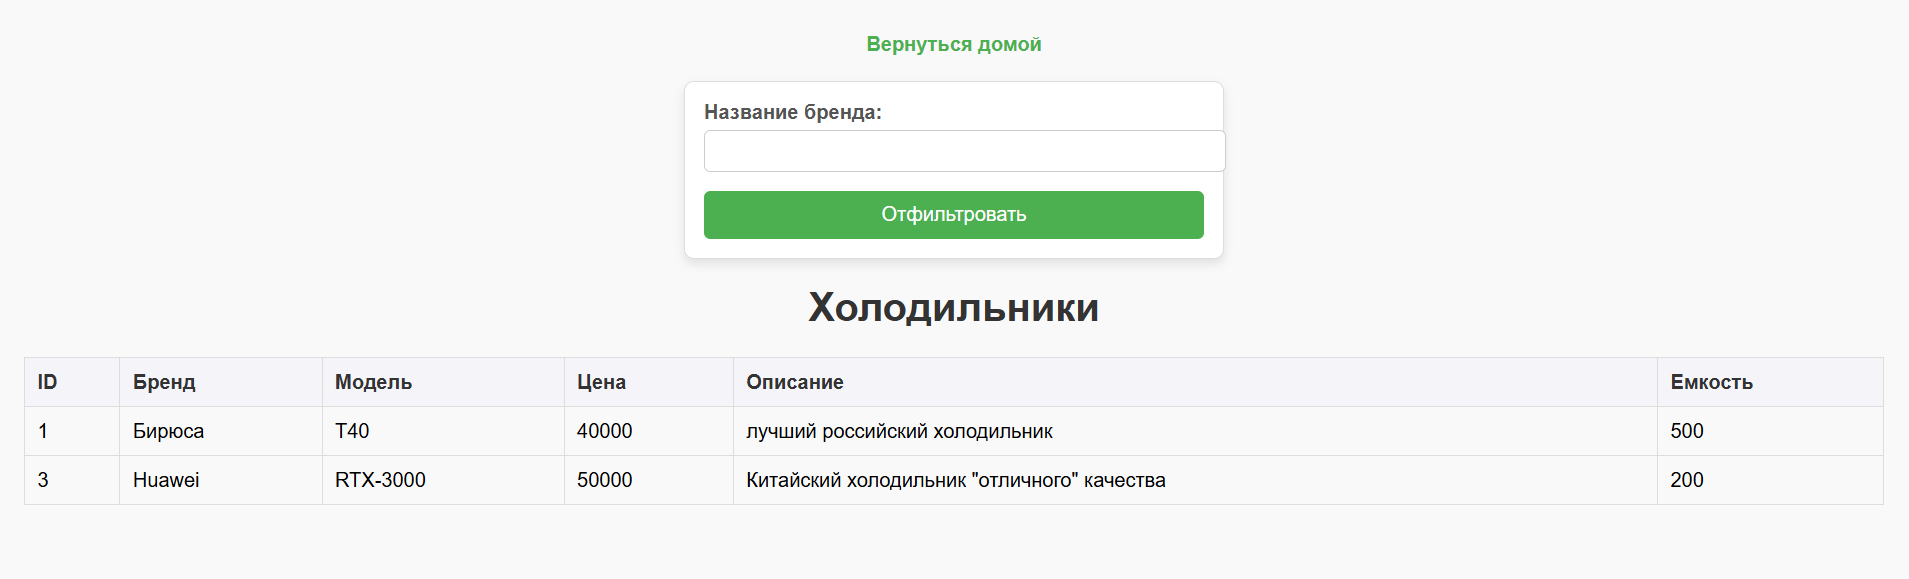 Вернуться домой
Название бренда:
Отфильтровать
Холодильники
ID Бренд Модель Цена Описание Емкость
1 Бирюса T40 40000 лучший российский холодильник 500
3 Huawei RTX-3000 50000 Китайский холодильник "отличного" качества 200